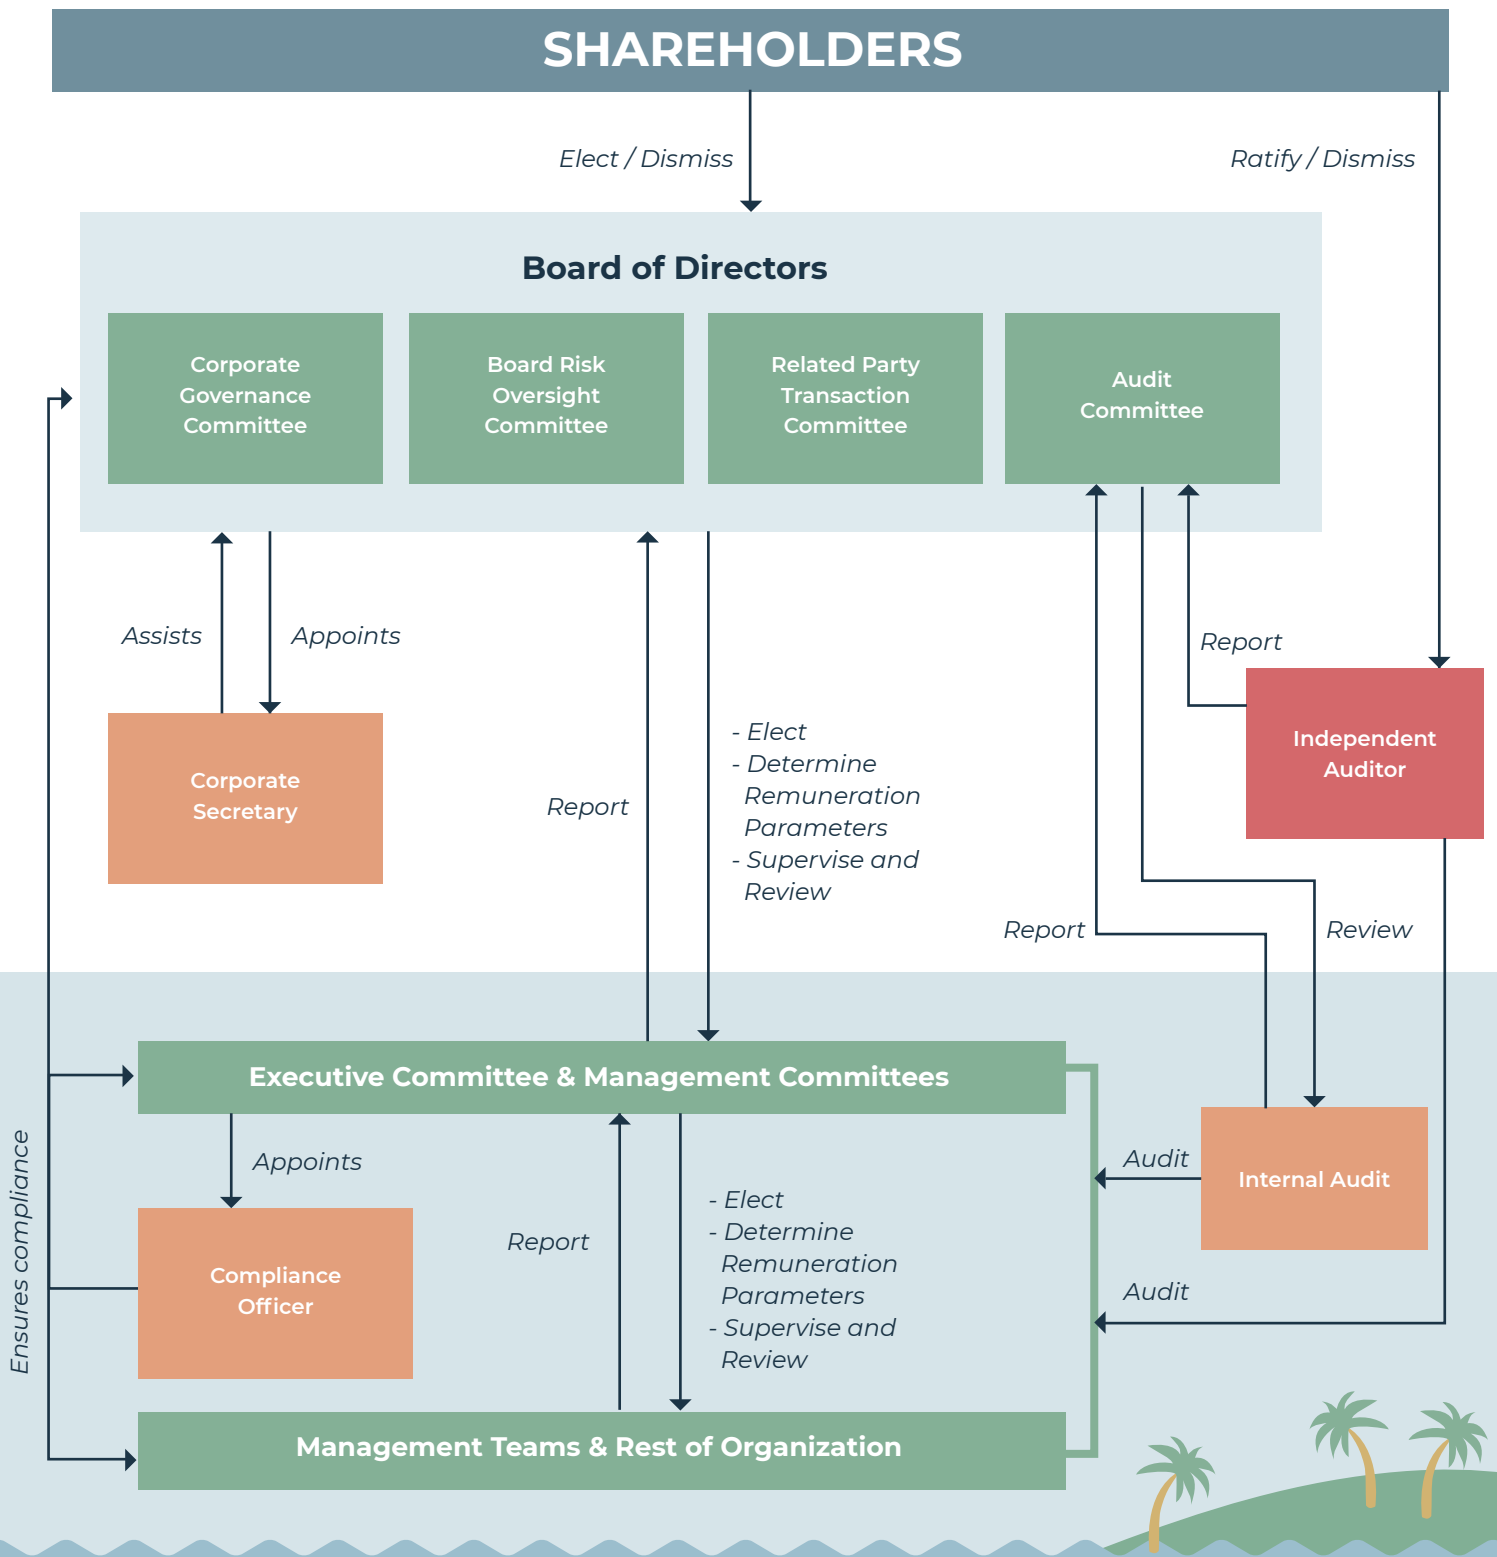 SHAREHOLDERS
Elect / Dismiss
Ratify / Dismiss
Board of Directors
Corporate
Governance
Committee
Board Risk
Oversight
Committee
Related Party
Transaction
Committee
Audit
Committee
Assists
Appoints
Report
Corporate
Secretary
Report
- Elect
- Determine
Remuneration
Parameters
- Supervise and
Review
Independent
Auditor
Report
Review
Executive Committee & Management Committees
Ensures compliance
Appoints
Compliance
Officer
Report
- Elect
- Determine
Remuneration
Parameters
- Supervise and
Review
Audit
Internal Audit
Audit
Management Teams & Rest of Organization